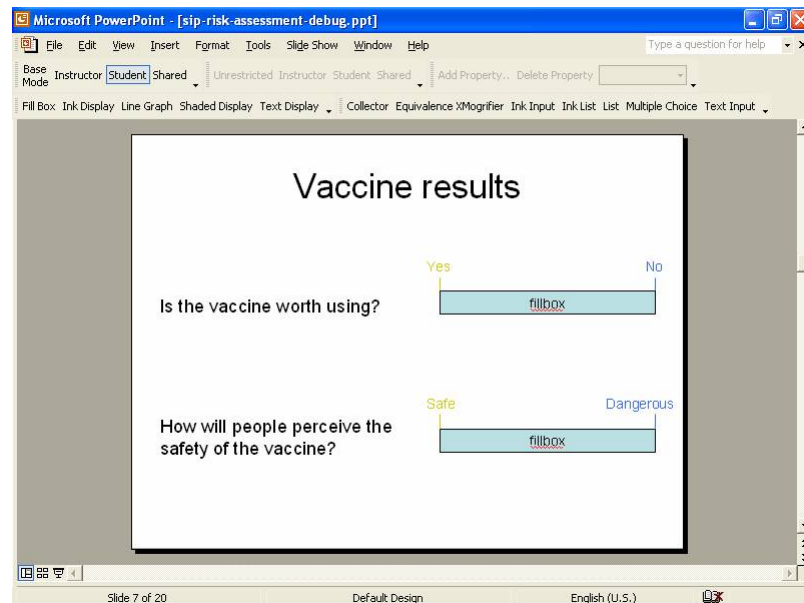 Microsoft PowerPoint - [sip-risk-assessment-debug.ppt]
File Edit View Insert Format Tools Slide Show Window Help Type a question for help
Base Mode Instructor Student Shared Unrestricted Instructor Student Shared Add Property.. Delete Property
Fill Box Ink Display Line Graph Shaded Display Text Display Collector Equivalence XMogrifier Ink Input Ink List List Multiple Choice Text Input
Vaccine results
Yes No
Is the vaccine worth using? fillbox
Safe Dangerous
How will people perceive the
safety of the vaccine? fillbox
Slide 7 of 20 Default Design English (U.S.)